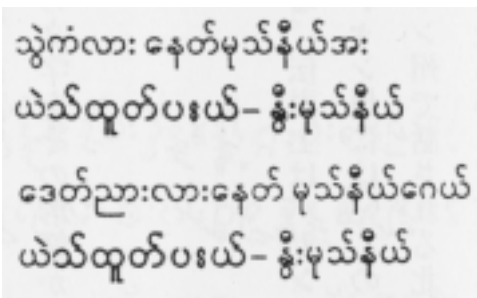 သွဲကံလား နေတ်မုသ်နီယ်အး
ယဲသ်ထူတ်ပႈယ်– နွီးမုသ်နီယ်
ဒေတ်ညားလားနေတ် မုသ်နီယ်ဂေယ်
ယဲသ်ထူတ်ပႈယ်– နွီးမုသ်နီယ်